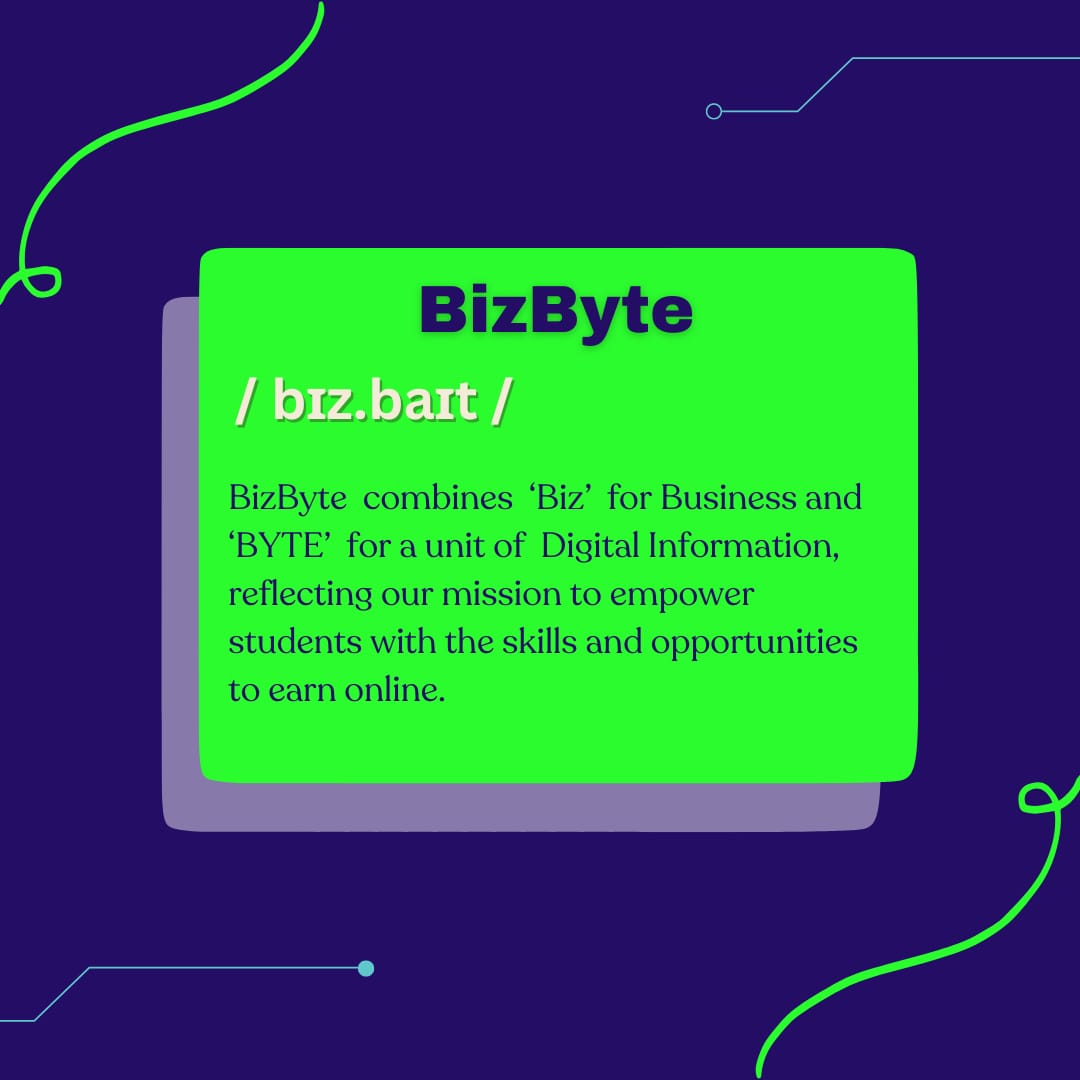 BizByte
/ bɪz.baɪt /
BizByte combines ‘Biz’ for Business and
‘BYTE’ for a unit of Digital Information,
reflecting our mission to empower
students with the skills and opportunities
to earn online.